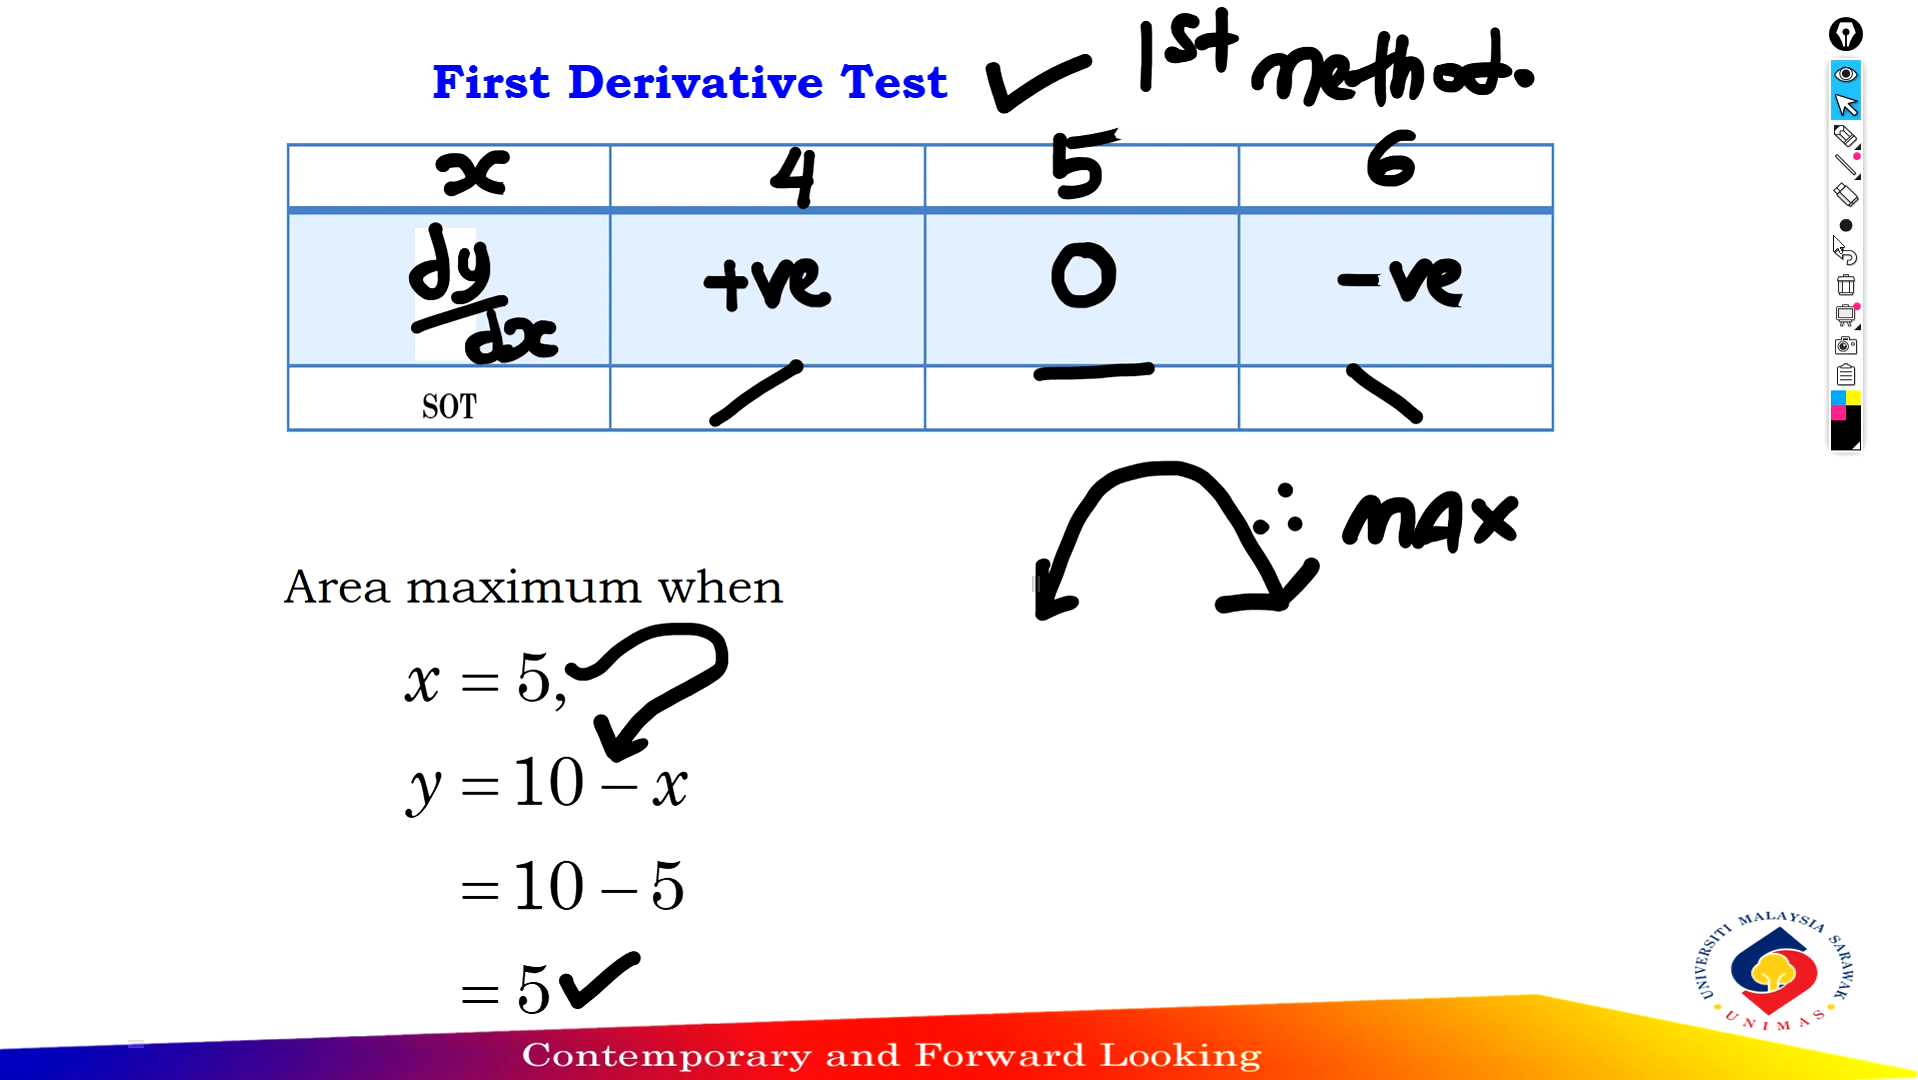 First Derivative Test 1st method.
x 4 5 6
dy/dx +ve 0 -ve
SOT
∴ MAX
Area maximum when
x = 5,
y = 10 − x
= 10 − 5
= 5
UNIVERSITI MALAYSIA SARAWAK
UNIMAS
Contemporary and Forward Looking